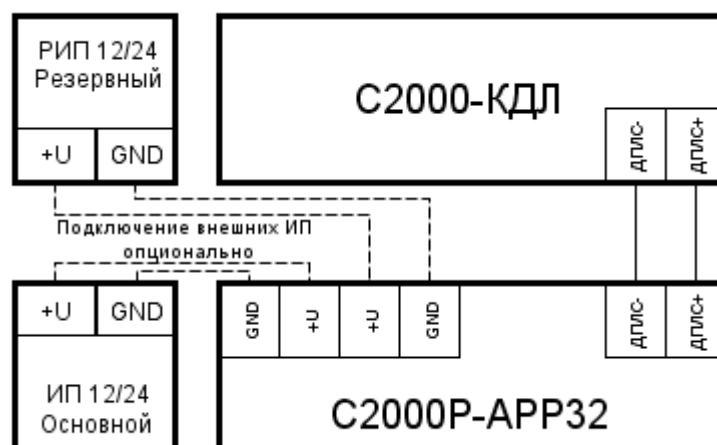 РИП 12/24
Резервный
+U GND
С2000-КДЛ
ДПЛС- ДПЛС+
Подключение внешних ИП
опционально
+U GND
ИП 12/24
Основной
GND +U +U GND
ДПЛС- ДПЛС+
С2000Р-АРР32